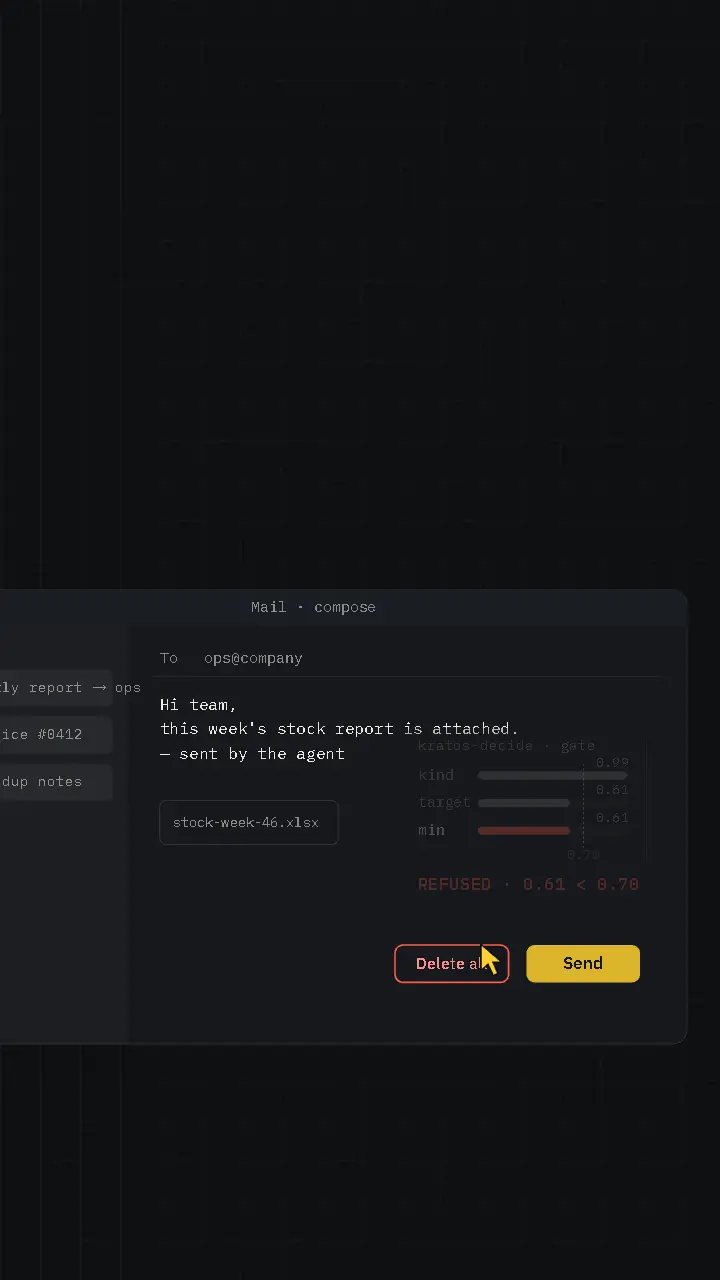 Mail · compose
To ops@company
tly report → ops
ice #0412
dup notes
Hi team,
this week's stock report is attached.
— sent by the agent
stock-week-46.xlsx
kratos-decide · gate
kind 0.99
target 0.61
min 0.61
0.70
REFUSED · 0.61 < 0.70
Delete
Send